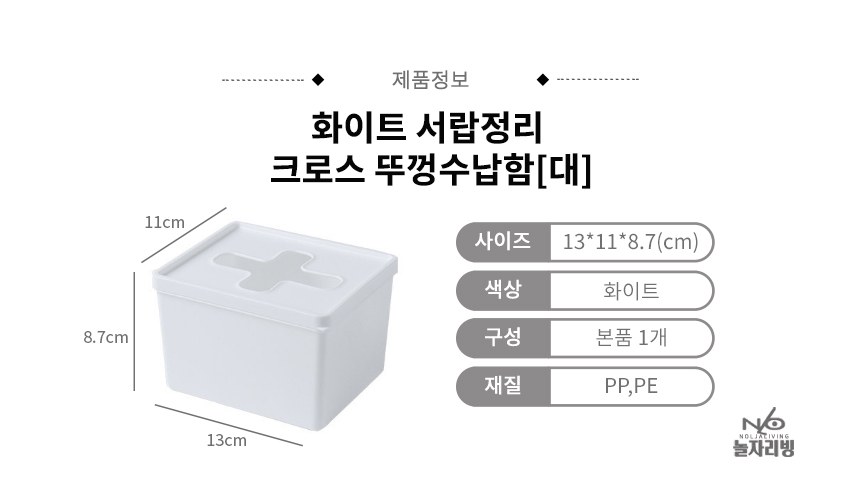 제품정보
화이트 서랍정리
크로스 뚜껑수납함[대]
11cm
8.7cm
13cm
사이즈 13*11*8.7(cm)
색상 화이트
구성 본품 1개
재질 PP,PE
NOLJALIVING
놀자리빙